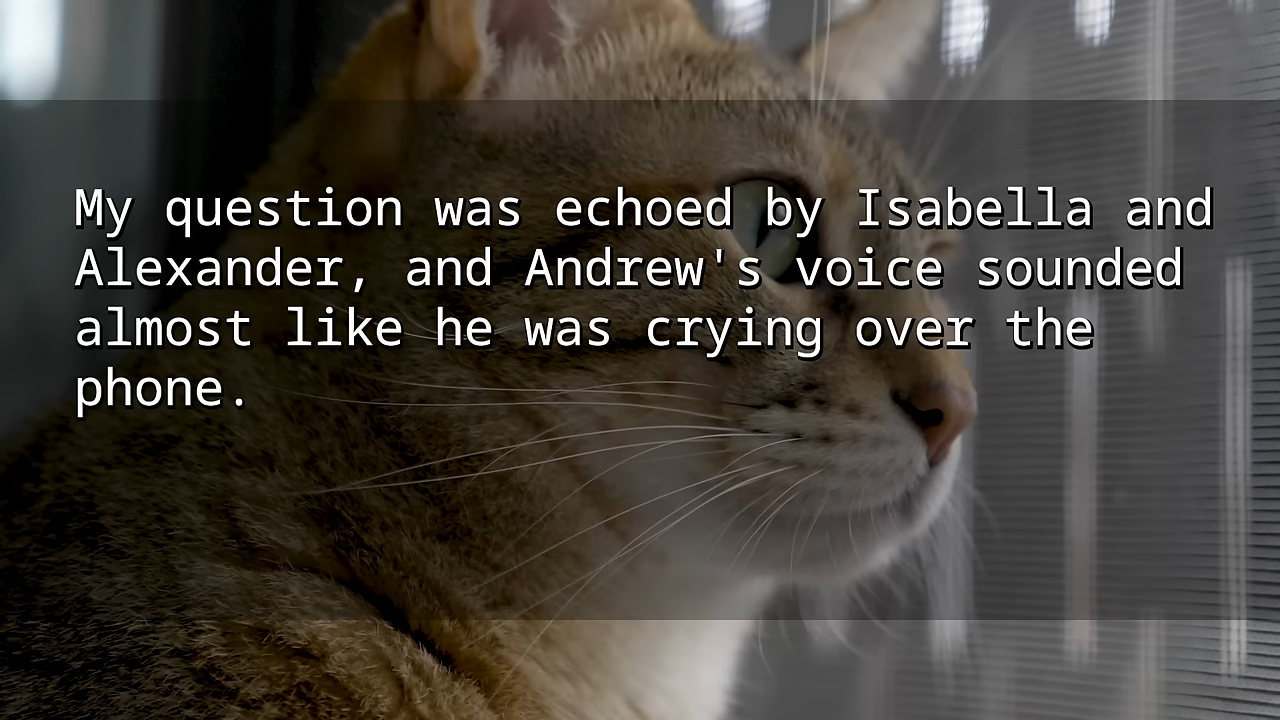 My question was echoed by Isabella and
Alexander, and Andrew's voice sounded
almost like he was crying over the
phone.